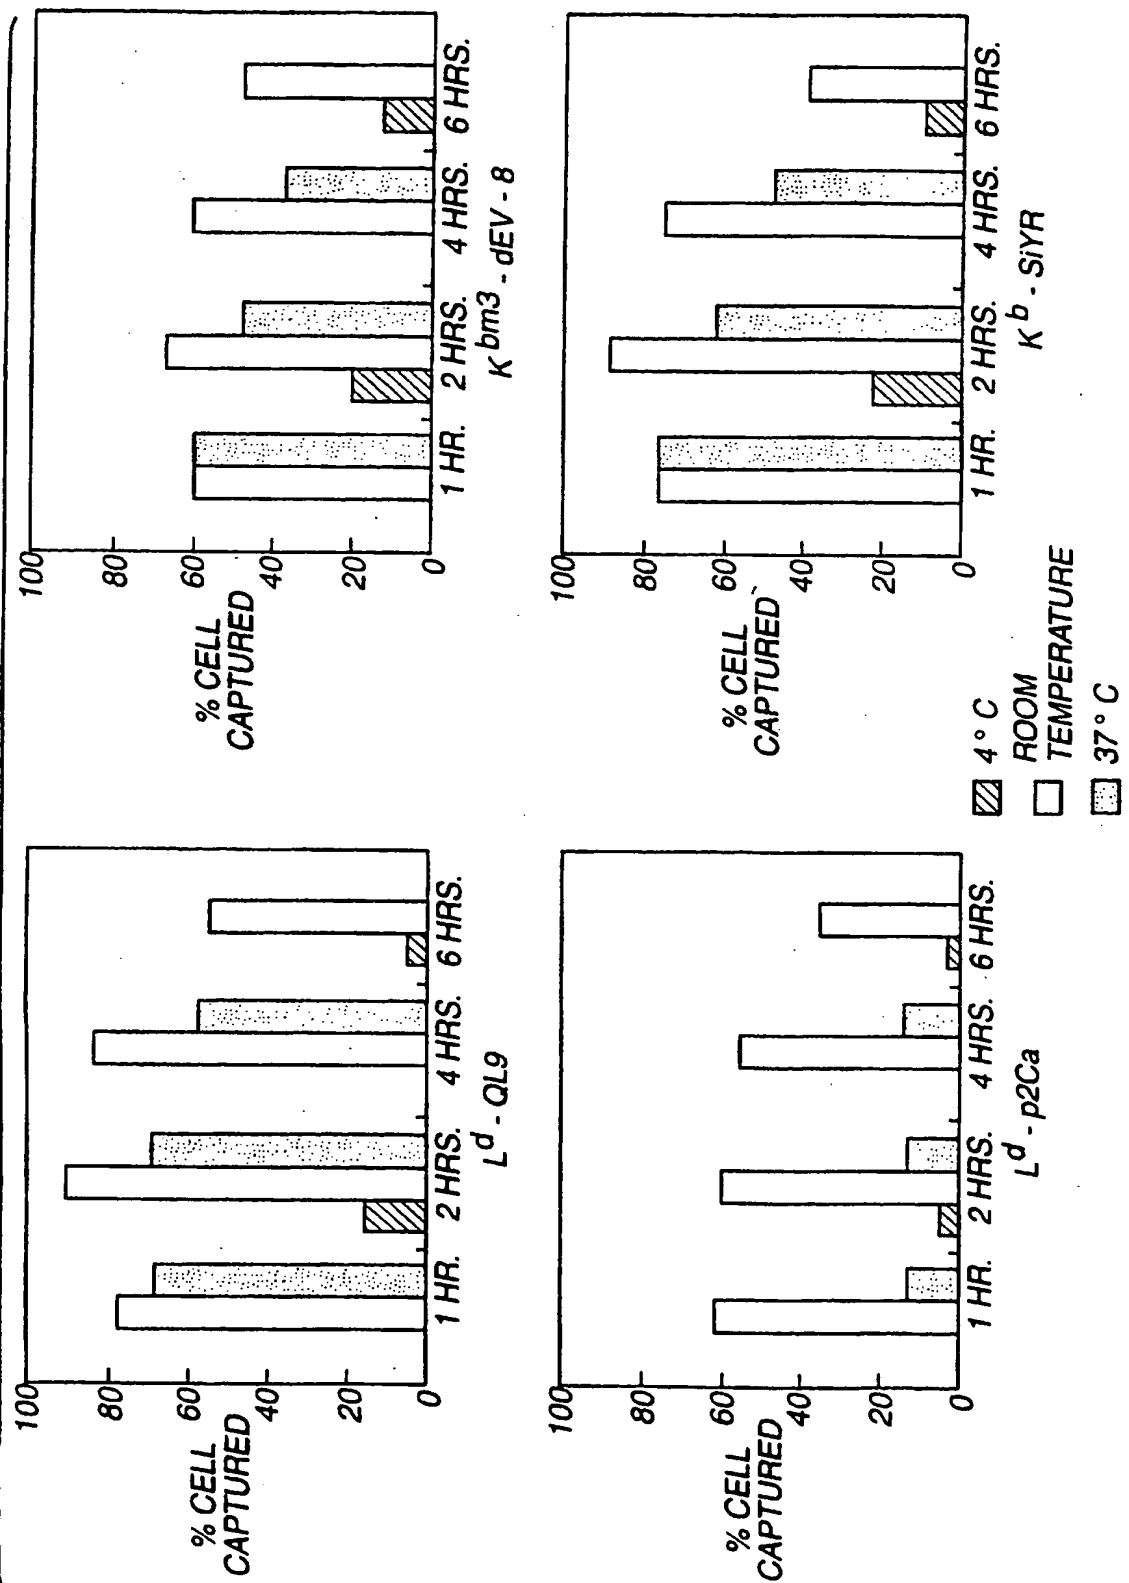 % CELL
CAPTURED
100
80
60
40
20
0
1 HR.
2 HRS.
4 HRS.
6 HRS.
L^d - QL9
% CELL
CAPTURED
100
80
60
40
20
0
1 HR.
2 HRS.
4 HRS.
6 HRS.
K^bm3 - dEV - 8
% CELL
CAPTURED
100
80
60
40
20
0
1 HR.
2 HRS.
4 HRS.
6 HRS.
L^d - p2Ca
% CELL
CAPTURED
100
80
60
40
20
0
1 HR.
2 HRS.
4 HRS.
6 HRS.
K^b - SiYR
4° C
ROOM
TEMPERATURE
37° C